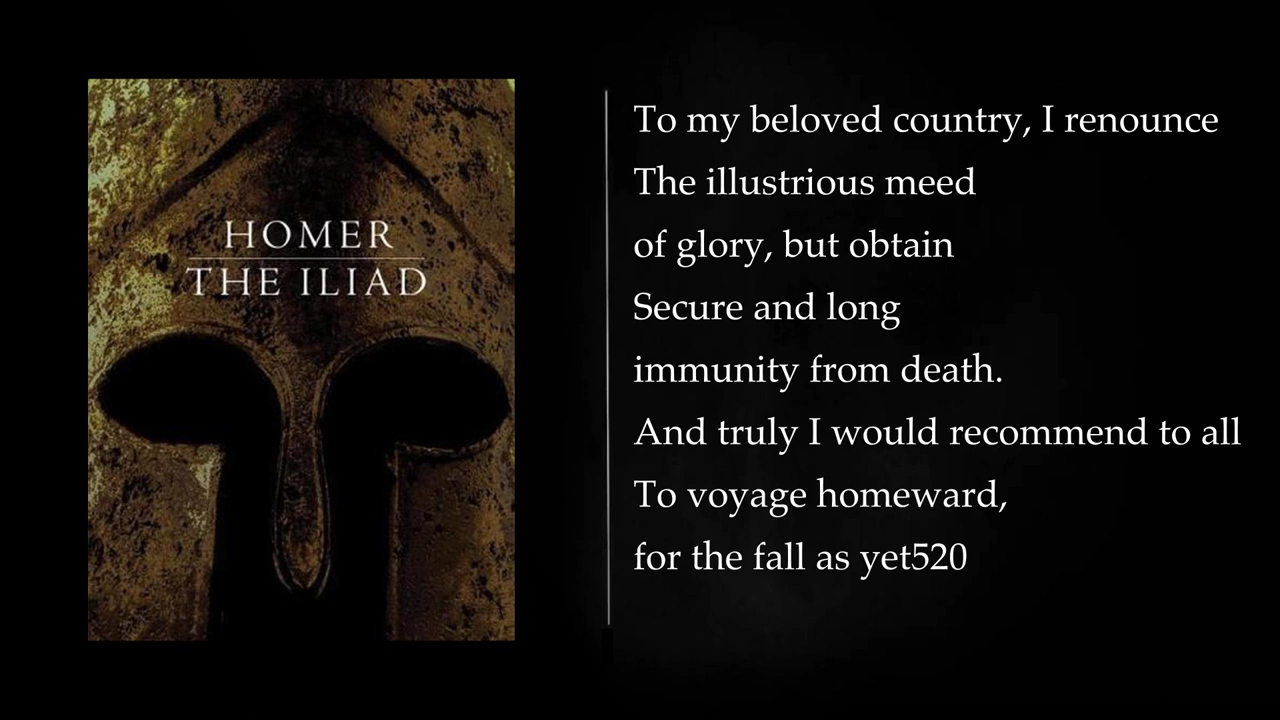 HOMER
THE ILIAD
To my beloved country, I renounce
The illustrious meed
of glory, but obtain
Secure and long
immunity from death.
And truly I would recommend to all
To voyage homeward,
for the fall as yet520